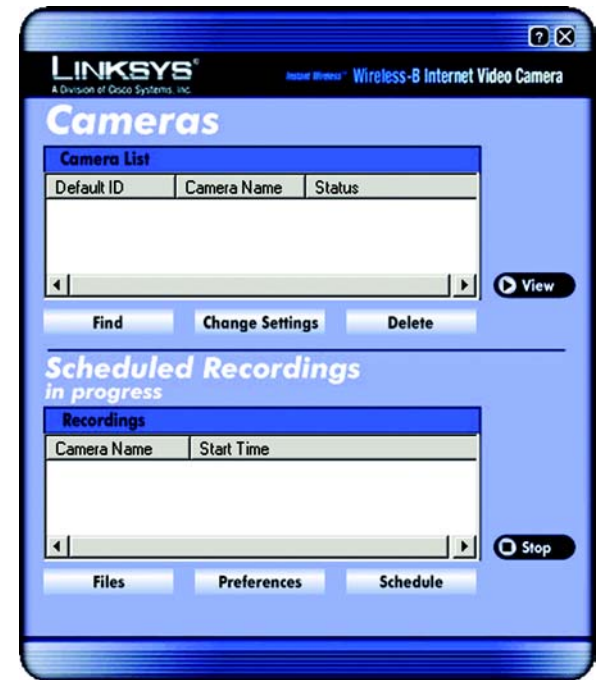 ?
LINKSYS®
A Division of Cisco Systems, Inc.
Instant Wireless™ Wireless-B Internet Video Camera
Cameras
Camera List
Default ID Camera Name Status
View
Find Change Settings Delete
Scheduled Recordings
in progress
Recordings
Camera Name Start Time
Stop
Files Preferences Schedule